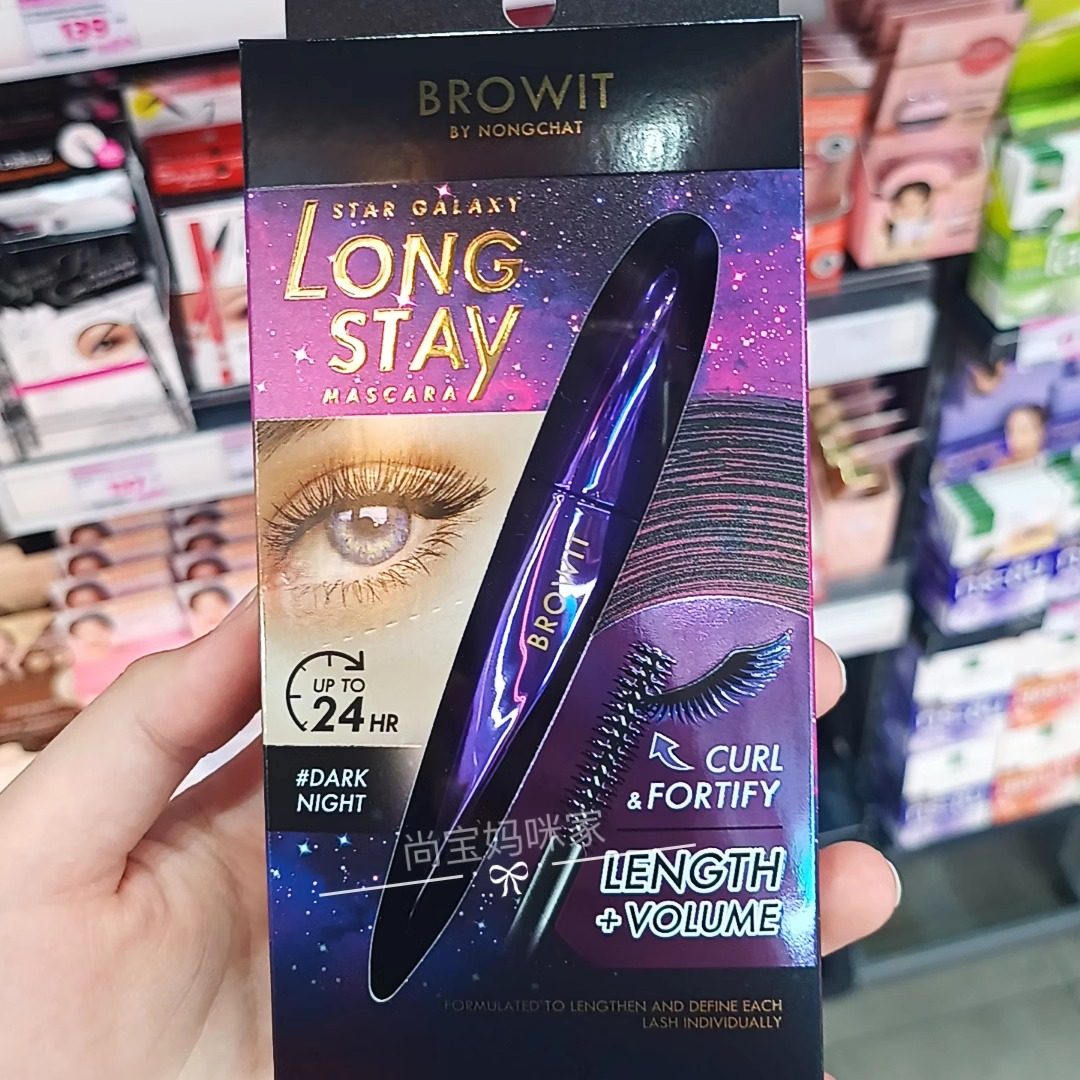 139
BROWIT
BY NONGCHAT
STAR GALAXY
LONG
STAY
MASCARA
BROWIT
UP TO
24 HR
#DARK
NIGHT
CURL
& FORTIFY
LENGTH
+ VOLUME
尚宝妈咪家
FORMULATED TO LENGTHEN AND DEFINE EACH
LASH INDIVIDUALLY